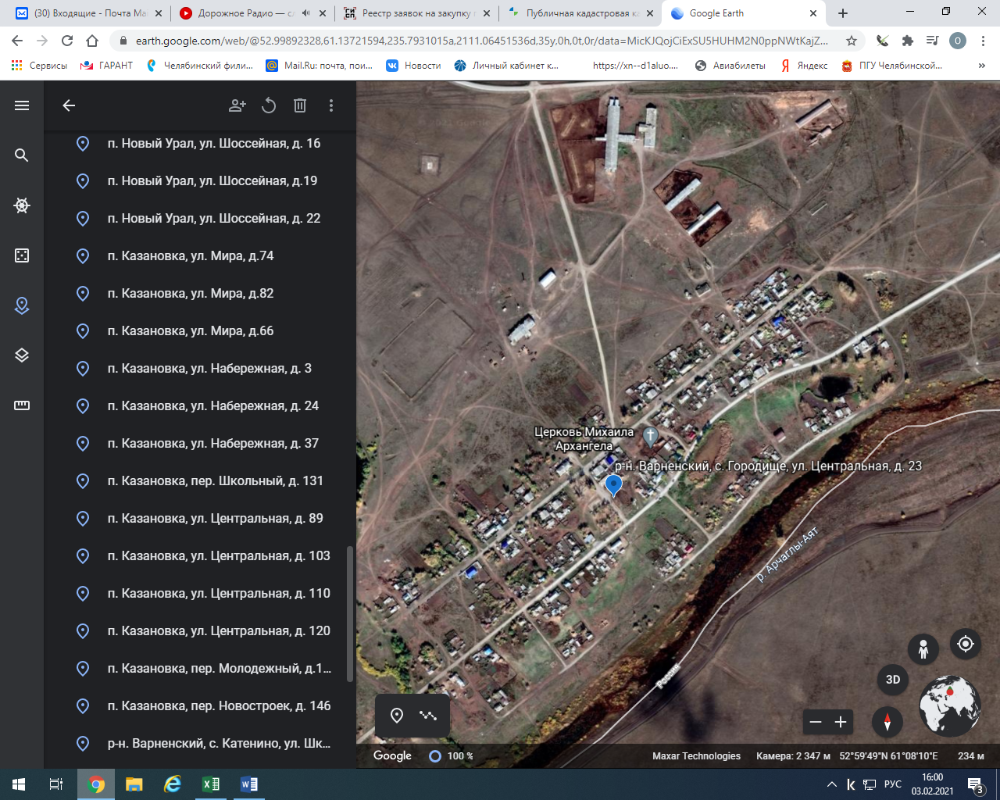 (30) Входящие - Почта Ма
Дорожное Радио — сл
Реестр заявок на закупку п
Публичная кадастровая ка
Google Earth
earth.google.com/web/@52.99892328,61.13721594,235.7931015a,2111.06451536d,35y,0h,0t,0r/data=MicKJQojCiExSU5HUHM2N0ppNWtKajZ...
О
Сервисы
ГАРАНТ
Челябинский фили...
Mail.Ru: почта, пои...
Новости
Личный кабинет к...
https://xn--d1aluo....
Авиабилеты
Яндекс
ПГУ Челябинской...
»
п. Новый Урал, ул. Шоссейная, д. 16
п. Новый Урал, ул. Шоссейная, д.19
п. Новый Урал, ул. Шоссейная, д. 22
п. Казановка, ул. Мира, д.74
п. Казановка, ул. Мира, д.82
п. Казановка, ул. Мира, д.66
п. Казановка, ул. Набережная, д. 3
п. Казановка, ул. Набережная, д. 24
п. Казановка, ул. Набережная, д. 37
п. Казановка, пер. Школьный, д. 131
п. Казановка, ул. Центральная, д. 89
п. Казановка, ул. Центральная, д. 103
п. Казановка, ул. Центральная, д. 110
п. Казановка, ул. Центральная, д. 120
п. Казановка, пер. Молодежный, д.1...
п. Казановка, пер. Новостроек, д. 146
р-н. Варненский, с. Катенино, ул. Шк...
Церковь Михаила
Архангела
р-н. Варненский, с. Городище, ул. Центральная, д. 23
р. Арчаглы-Аят
Россия
3D
Google
100 %
Maxar Technologies
Камера: 2 347 м
52°59'49"N 61°08'10"E
234 м
РУС
16:00
03.02.2021
3